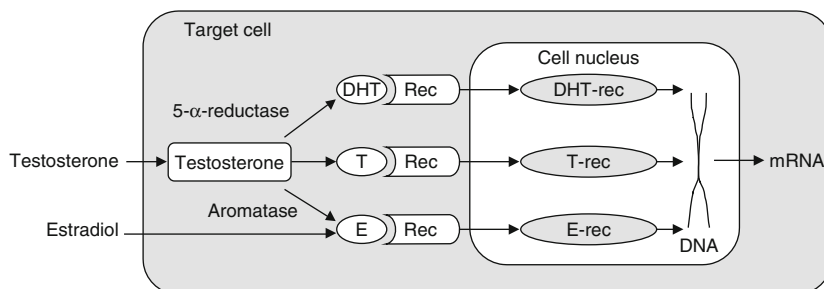 Target cell
Cell nucleus
DHT Rec DHT-rec
5-α-reductase
Testosterone Testosterone T Rec T-rec mRNA
Aromatase
Estradiol E Rec E-rec
DNA